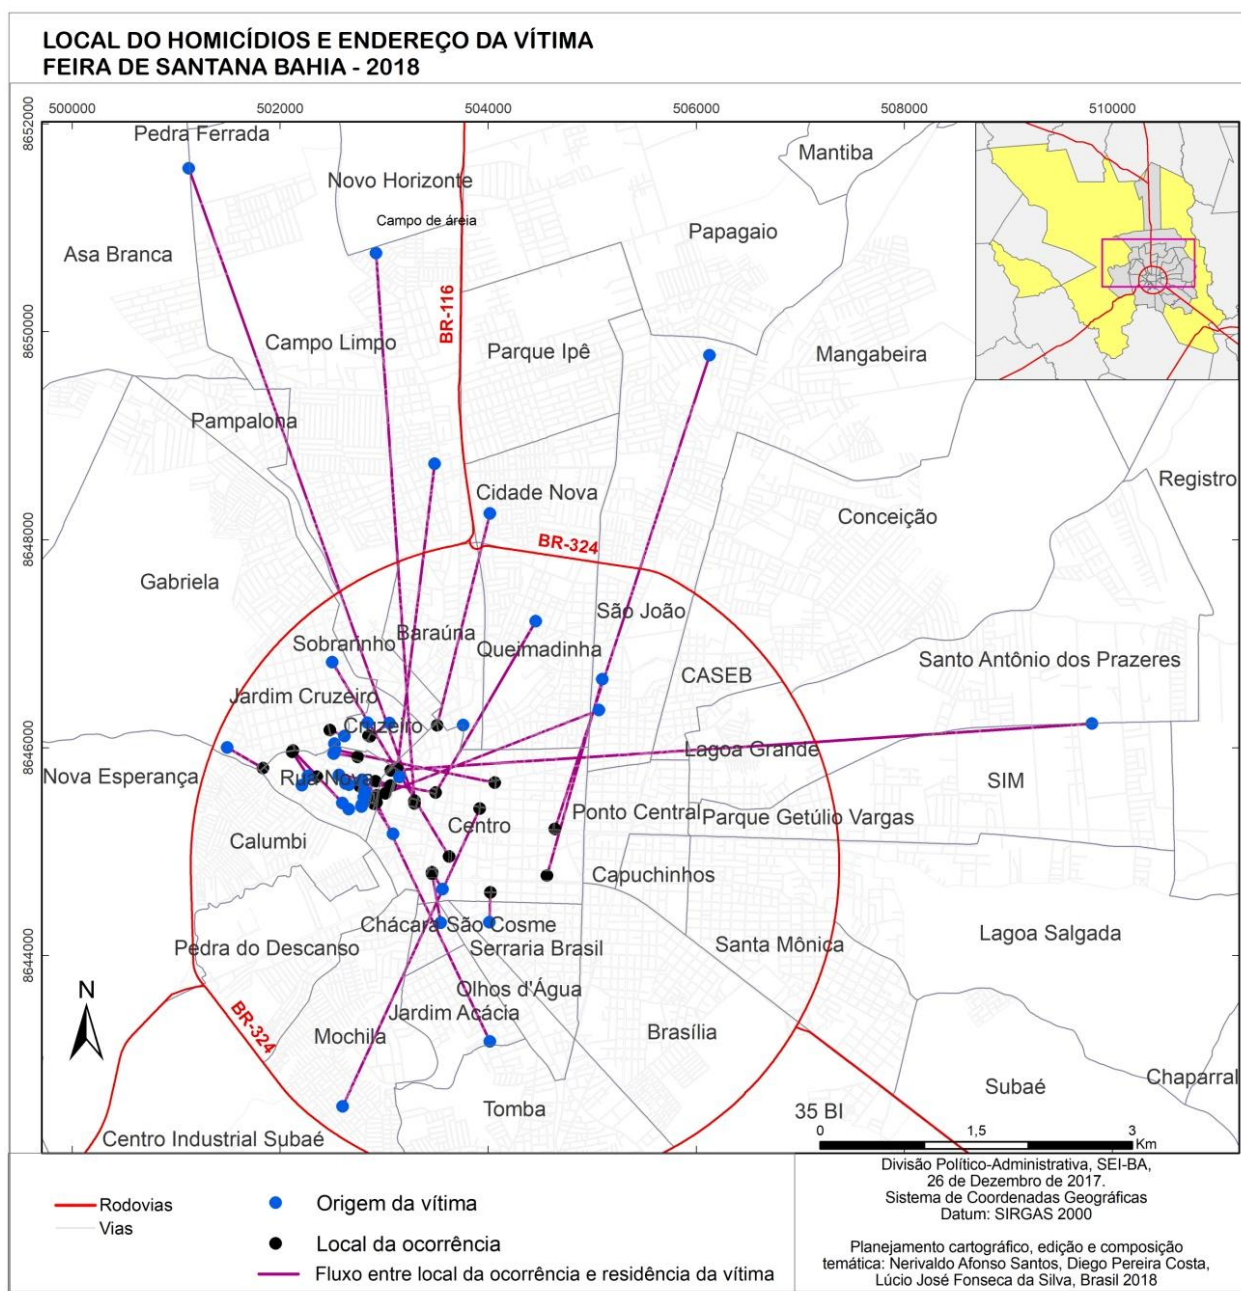 LOCAL DO HOMICÍDIOS E ENDEREÇO DA VÍTIMA
FEIRA DE SANTANA BAHIA - 2018
500000
502000
504000
506000
508000
510000
8652000
8650000
8648000
8646000
8644000
Pedra Ferrada
Mantiba
Novo Horizonte
Campo de áreia
Papagaio
Asa Branca
BR-116
Campo Limpo
Parque Ipê
Mangabeira
Pampalona
Cidade Nova
Registro
Conceição
BR-324
Gabriela
São João
Baraúna
Sobrarinho
Queimadinha
Santo Antônio dos Prazeres
CASEB
Jardim Cruzeiro
Cruzeiro
Lagoa Grande
Nova Esperança
Rua Nova
SIM
Centro
Ponto Central
Parque Getúlio Vargas
Calumbi
Capuchinhos
Chácara São Cosme
Pedra do Descanso
Serraria Brasil
Santa Mônica
Lagoa Salgada
Olhos d'Água
Jardim Acácia
BR-324
Mochila
Brasília
N
Chaparral
Subaé
Tomba
35 BI
Centro Industrial Subaé
0
1,5
3
Km
Rodovias
Vias
Origem da vítima
Local da ocorrência
Fluxo entre local da ocorrência e residência da vítima
Divisão Político-Administrativa, SEI-BA,
26 de Dezembro de 2017.
Sistema de Coordenadas Geográficas
Datum: SIRGAS 2000
Planejamento cartográfico, edição e composição
temática: Nerivaldo Afonso Santos, Diego Pereira Costa,
Lúcio José Fonseca da Silva, Brasil 2018